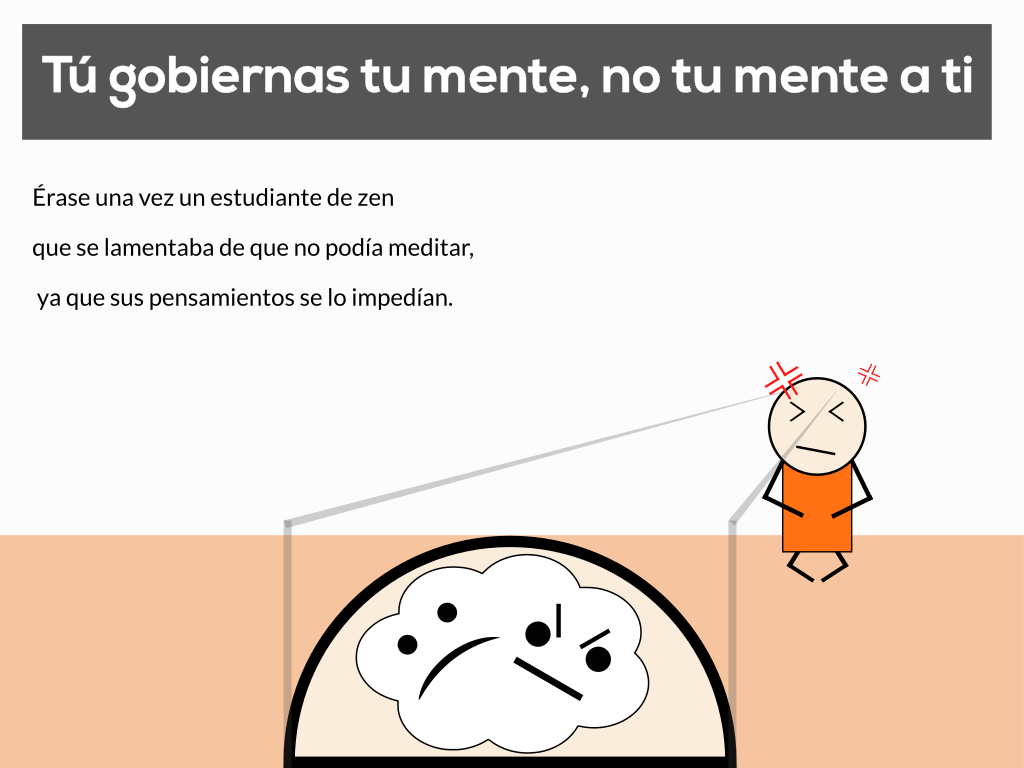 Tú gobiernas tu mente, no tu mente a ti
Érase una vez un estudiante de zen
que se lamentaba de que no podía meditar,
ya que sus pensamientos se lo impedían.